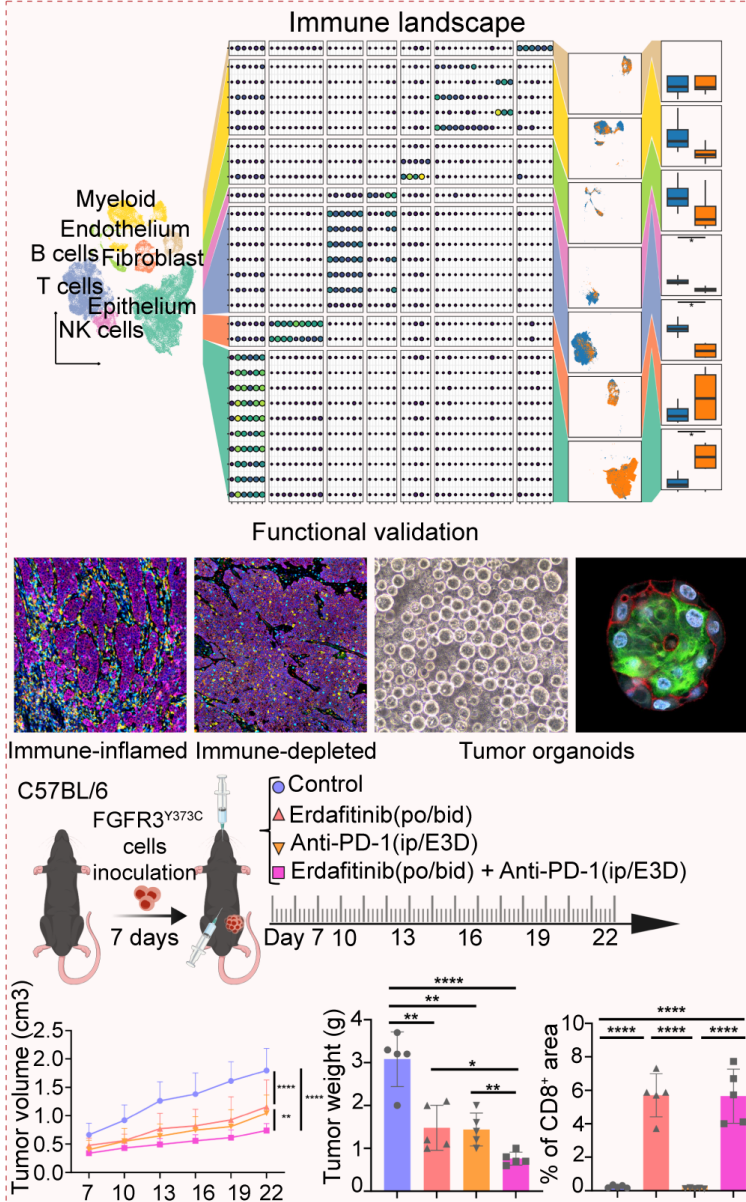 Immune landscape
Myeloid
Endothelium
B cells
Fibroblast
T cells
Epithelium
NK cells
*
*
*
Functional validation
Immune-inflamed
Immune-depleted
Tumor organoids
C57BL/6
FGFR3Y373C
cells
inoculation
7 days
Control
Erdafitinib(po/bid)
Anti-PD-1(ip/E3D)
Erdafitinib(po/bid) + Anti-PD-1(ip/E3D)
Day 7 10 13 16 19 22
Tumor volume (cm3)
2.5
2.0
1.5
1.0
0.5
0.0
7 10 13 16 19 22
****
**
****
Tumor weight (g)
4
3
2
1
0
****
**
**
*
**
% of CD8+ area
10
8
6
4
2
0
****
**** **** ****